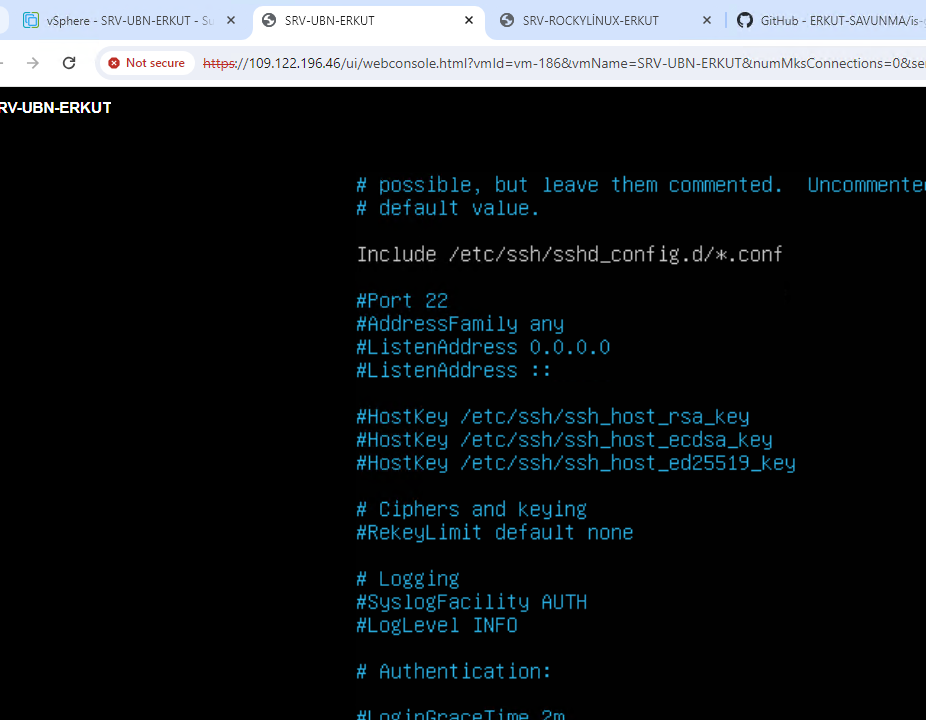 vSphere - SRV-UBN-ERKUT - Su
SRV-UBN-ERKUT
SRV-ROCKYLİNUX-ERKUT
GitHub - ERKUT-SAVUNMA/is-
Not secure
https://109.122.196.46/ui/webconsole.html?vmId=vm-186&vmName=SRV-UBN-ERKUT&numMksConnections=0&se
RV-UBN-ERKUT
# possible, but leave them commented.  Uncommented
# default value.
Include /etc/ssh/sshd_config.d/*.conf
#Port 22
#AddressFamily any
#ListenAddress 0.0.0.0
#ListenAddress ::
#HostKey /etc/ssh/ssh_host_rsa_key
#HostKey /etc/ssh/ssh_host_ecdsa_key
#HostKey /etc/ssh/ssh_host_ed25519_key
# Ciphers and keying
#RekeyLimit default none
# Logging
#SyslogFacility AUTH
#LogLevel INFO
# Authentication:
#LoginGraceTime 2m